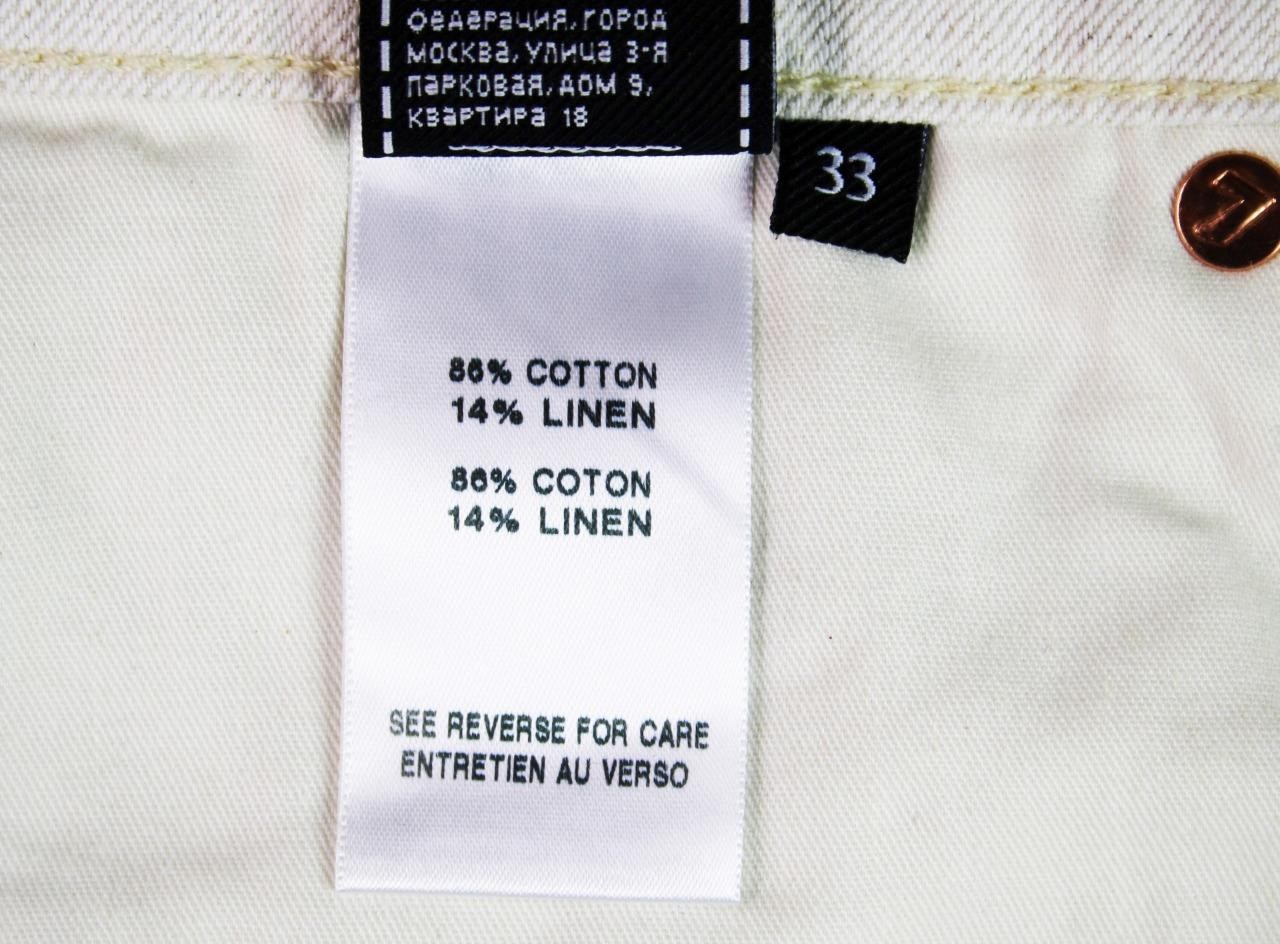 федерация, город
москва, улица 3-я
парковая, дом 9,
квартира 18
33
86% COTTON
14% LINEN
86% COTON
14% LINEN
SEE REVERSE FOR CARE
ENTRETIEN AU VERSO